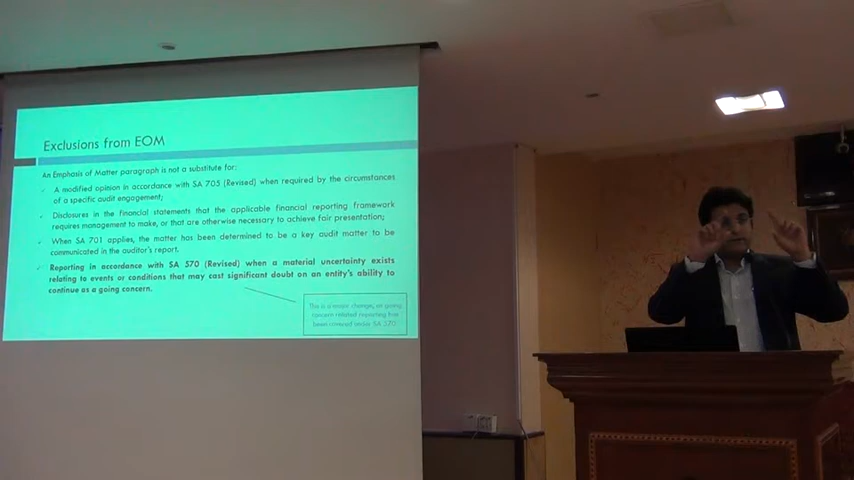 Exclusions from EOM
An Emphasis of Matter paragraph is not a substitute for:
✓ A modified opinion in accordance with SA 705 (Revised) when required by the circumstances
of a specific audit engagement;
✓ Disclosures in the financial statements that the applicable financial reporting framework
requires management to make, or that are otherwise necessary to achieve fair presentation;
✓ When SA 701 applies, the matter has been determined to be a key audit matter to be
communicated in the auditor's report.
✓ Reporting in accordance with SA 570 (Revised) when a material uncertainty exists
relating to events or conditions that may cast significant doubt on an entity's ability to
continue as a going concern.
This is a major change, as going
concern related reporting has
been removed under SA 570